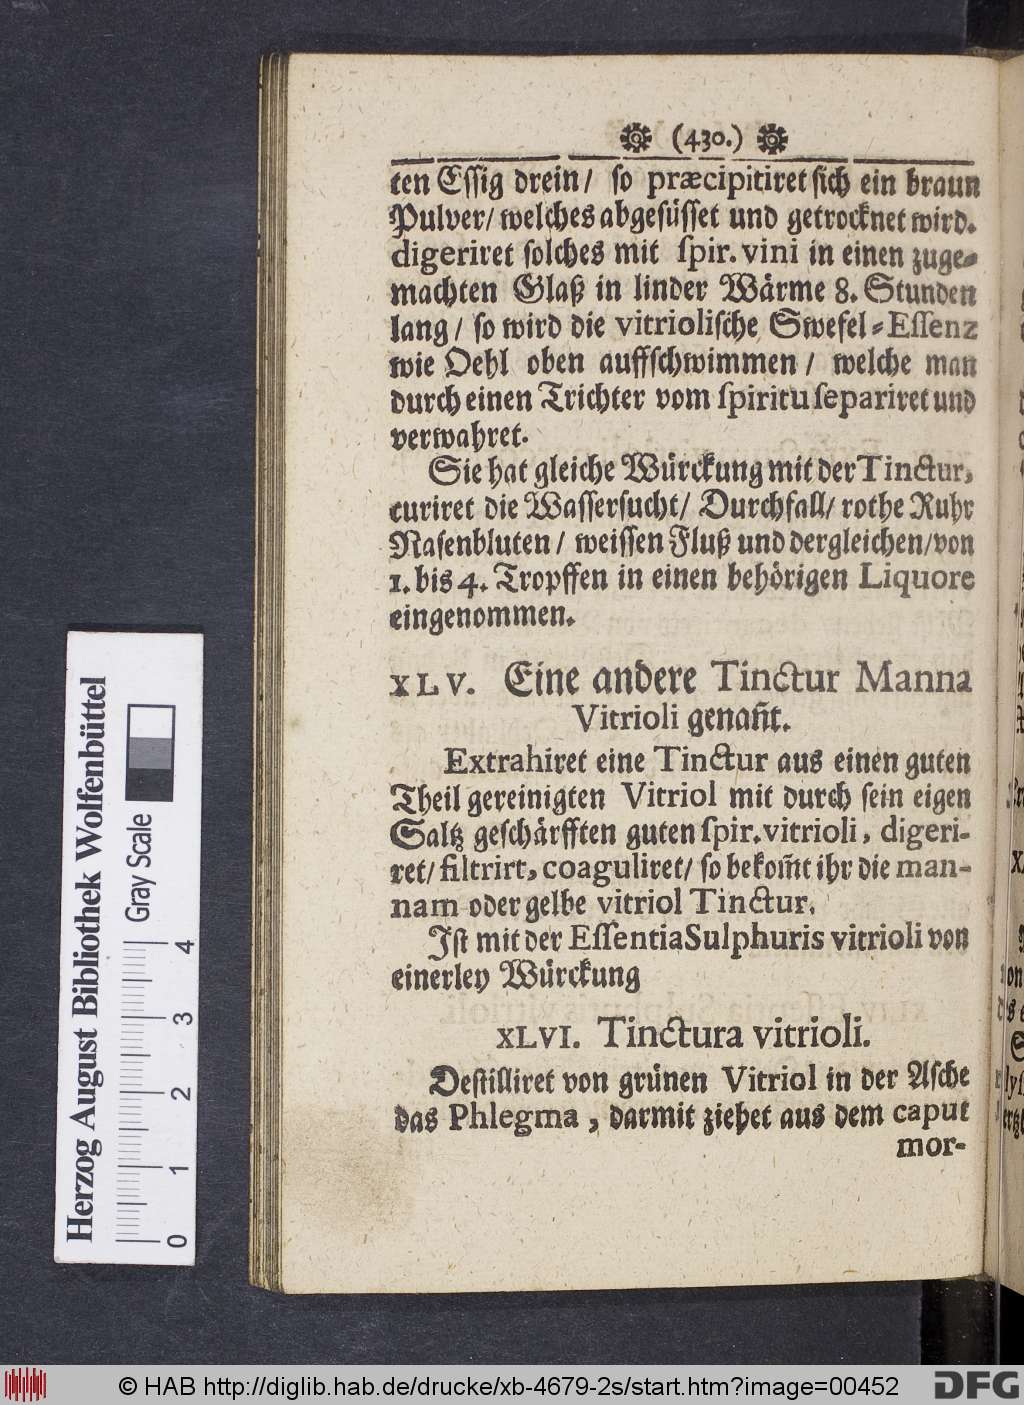 (430.)
ten Essig drein/ so præcipitiret sich ein braun
Pulver/ welches abgesüsset und getrocknet wird.
digeriret solches mit ſpir. vini in einen zuge-
machten Glaß in linder Wärme 8. Stunden
lang/ so wird die vitriolische Swefel-Eſſenz
wie Oehl oben auffschwimmen/ welche man
durch einen Trichter vom ſpiritu ſepariret und
verwahret.
Sie hat gleiche Würckung mit der Tinctur,
curiret die Wassersucht/ Durchfall/ rothe Ruhr
Nasenbluten/ weissen Fluß und dergleichen/ von
1. bis 4. Tropffen in einen behörigen Liquore
eingenommen.
XLV. Eine andere Tinctur Manna
Vitrioli genañt.
Extrahiret eine Tinctur aus einen guten
Theil gereinigten Vitriol mit durch sein eigen
Saltz geschärfften guten ſpir. vitrioli, digeri-
ret/ filtrirt, coaguliret/ so bekom̃t ihr die man-
nam oder gelbe vitriol Tinctur.
Ist mit der Eſſentia Sulphuris vitrioli von
einerley Würckung
XLVI. Tinctura vitrioli.
Destilliret von grünen Vitriol in der Asche
das Phlegma, darmit ziehet aus dem caput
mor-
Herzog August Bibliothek Wolfenbüttel
Gray Scale
0 1 2 3 4
© HAB http://diglib.hab.de/drucke/xb-4679-2s/start.htm?image=00452
DFG